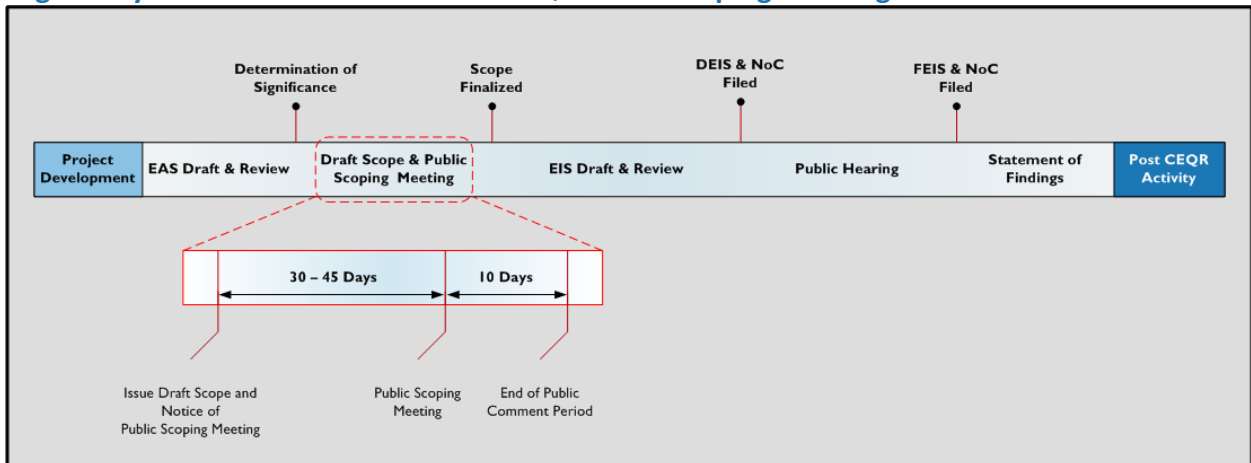 Determination of
Significance
Scope
Finalized
DEIS & NoC
Filed
FEIS & NoC
Filed
Project
Development
EAS Draft & Review
Draft Scope & Public
Scoping Meeting
EIS Draft & Review
Public Hearing
Statement of
Findings
Post CEQR
Activity
30 – 45 Days
10 Days
Issue Draft Scope and
Notice of
Public Scoping Meeting
Public Scoping
Meeting
End of Public
Comment Period